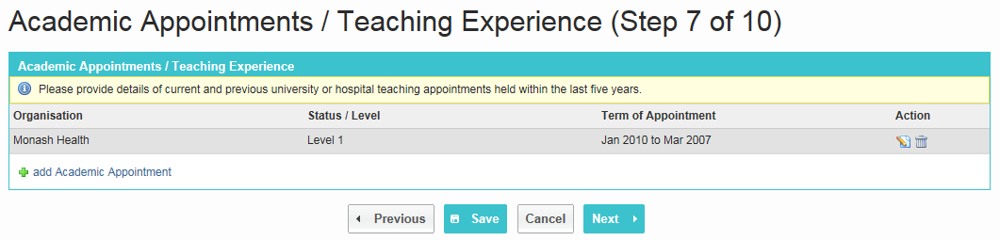 Academic Appointments / Teaching Experience (Step 7 of 10)
Academic Appointments / Teaching Experience
Please provide details of current and previous university or hospital teaching appointments held within the last five years.
Organisation Status / Level Term of Appointment Action
Monash Health Level 1 Jan 2010 to Mar 2007
add Academic Appointment
Previous Save Cancel Next